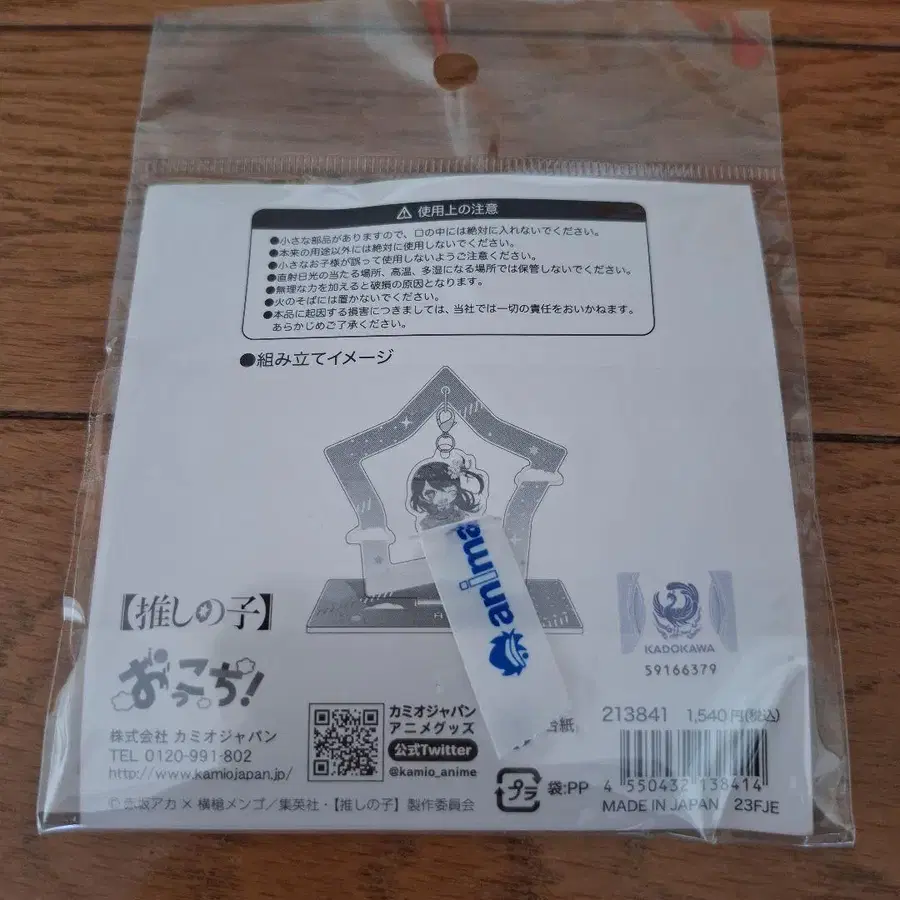 ⚠ 使用上の注意
●小さな部品がありますので、口の中には絶対に入れないでください。
●本来の用途以外には絶対に使用しないでください。
●小さなお子様が誤って使用しないようご注意ください。
●直射日光の当たる場所、高温、多湿になる場所では保管しないでください。
●無理な力を加えると破損の原因となります。
●火のそばには置かないでください。
●本品に起因する損害につきましては、当社では一切の責任をおいかねます。
あらかじめご了承ください。
●組み立てイメージ
anima
【推しの子】
おっこち!
KADOKAWA
59166379
株式会社 カミオジャパン
TEL 0120-991-802
http://www.kamiojapan.jp/
カミオジャパン
アニメグッズ
公式Twitter
@kamio_anime
台紙
213841 1,540円(税込)
プラ 袋:PP
4 550432 138414
MADE IN JAPAN 23FJE
© 赤坂アカ × 横槍メンゴ/集英社・【推しの子】製作委員会